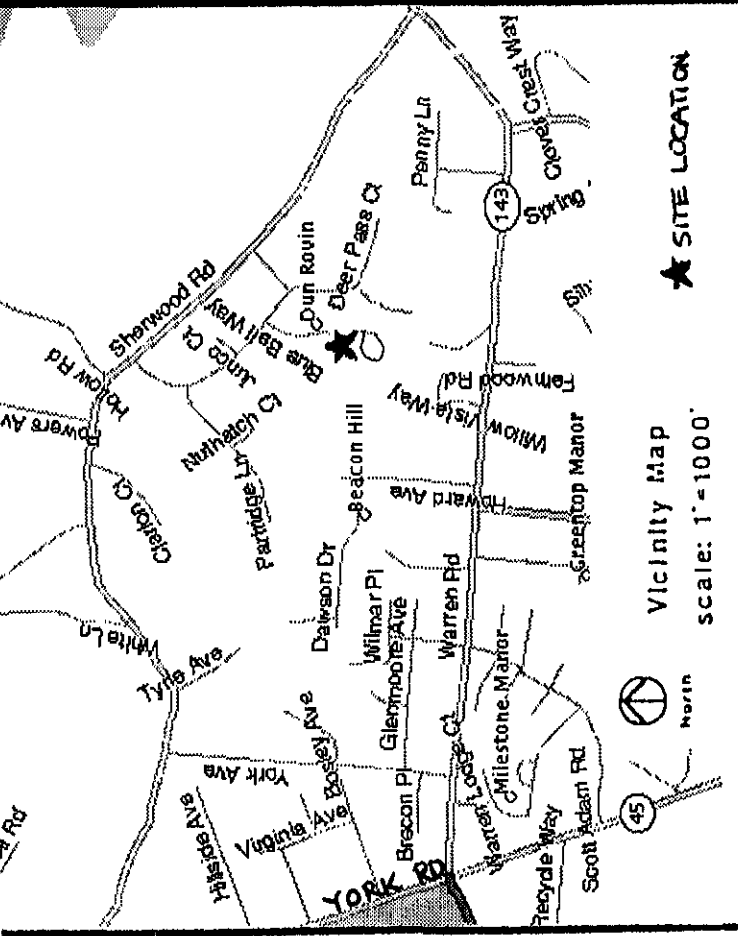 Hollow Rd
Powers Av
Sherwood Rd
Clarion Ct
Nuthatch Ct
Junco Ct
Blue Bell Way
Partridge Ln
Dun Rovin
Deer Pass Ct
Penny Ln
Clover Crest Way
143
Spring
White Ln
Tyrie Ave
Dawson Dr
Beacon Hill
Howard Ave
Willow Vista Way
Fernwood Rd
Wilmar Pl
Glenmoore Ave
Warren Rd
Greentop Manor
York Ave
Bosley Ave
Virginia Ave
Hillside Ave
Bracon Pl
Warren Lodge Ct
Milestone Manor
YORK RD
Recycle Way
Scott Adam Rd
45
North
Vicinity Map
scale: 1"=1000'
★ SITE LOCATION
Rd